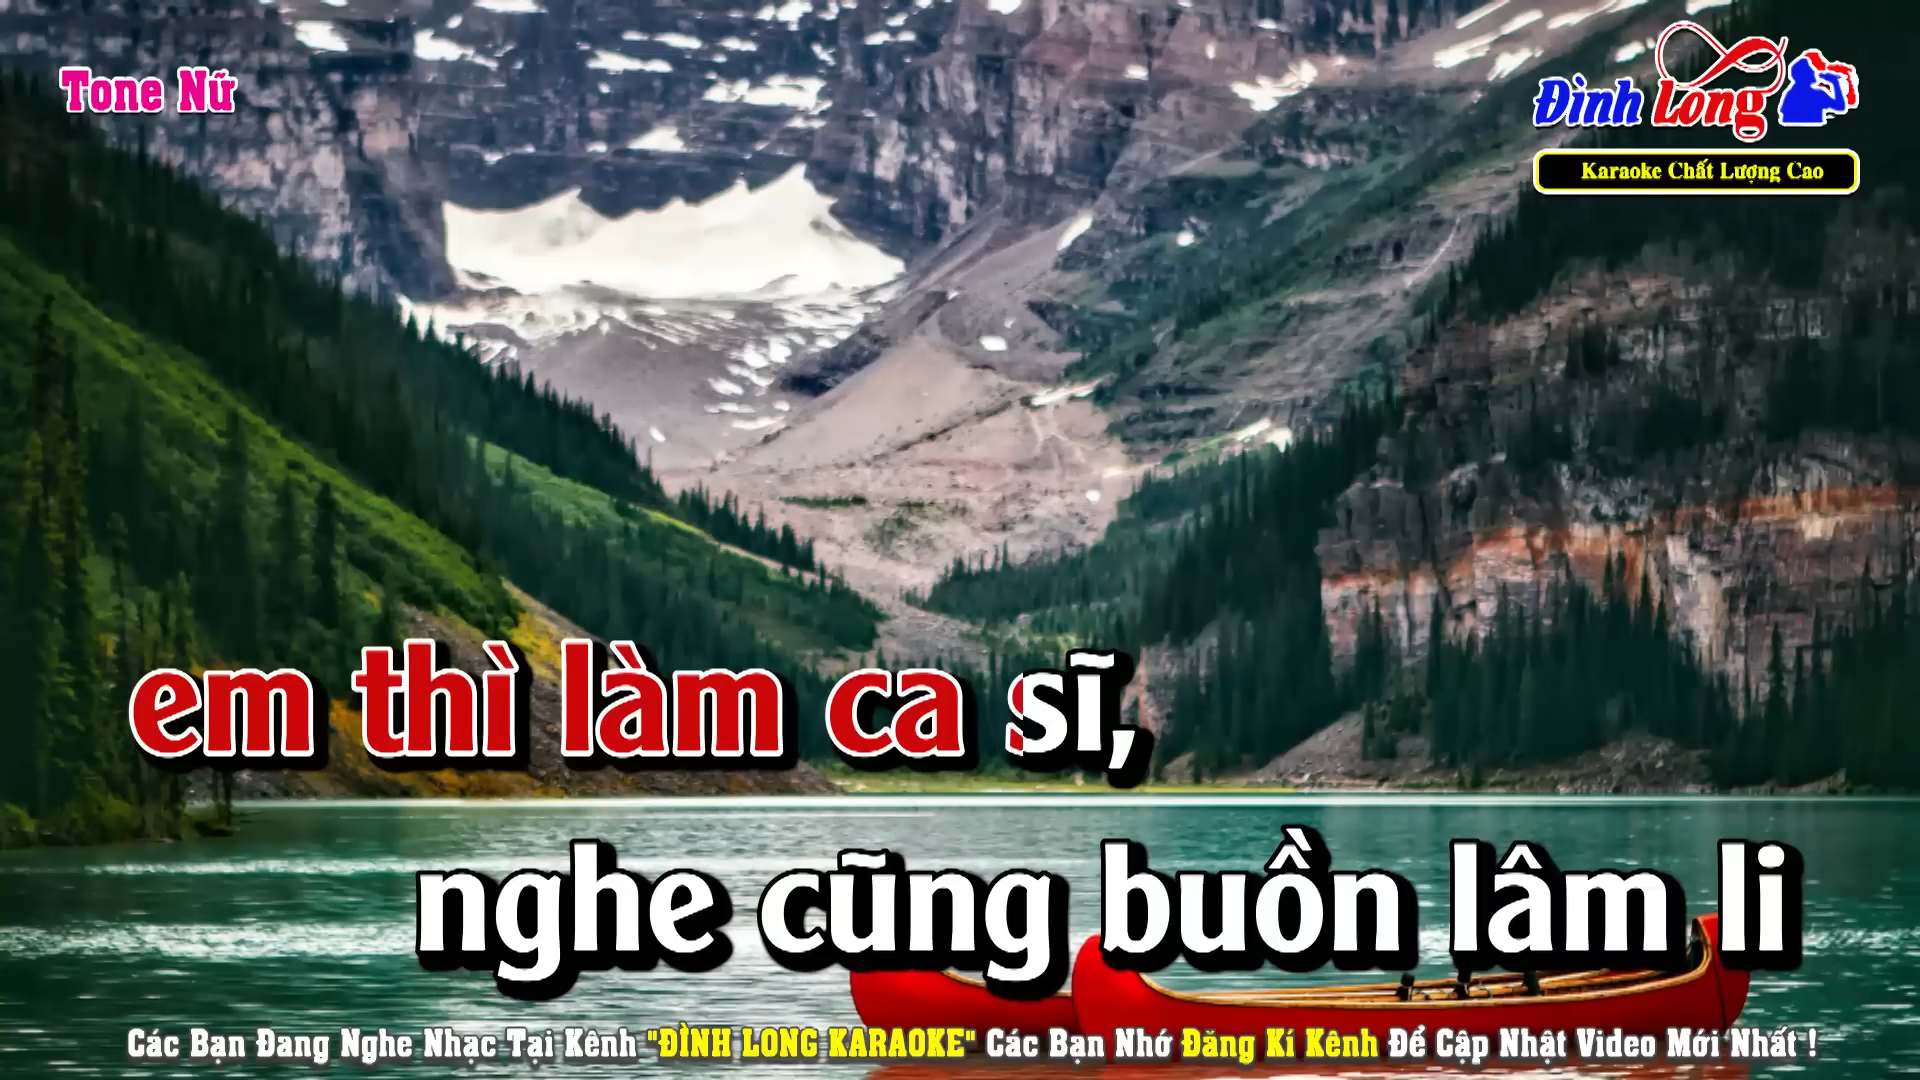 Tone Nữ
Đình Long
Karaoke Chất Lượng Cao
em thì làm ca sĩ,
nghe cũng buồn lâm li
Các Bạn Đang Nghe Nhạc Tại Kênh "ĐÌNH LONG KARAOKE" Các Bạn Nhớ Đăng Kí Kênh Để Cập Nhật Video Mới Nhất !